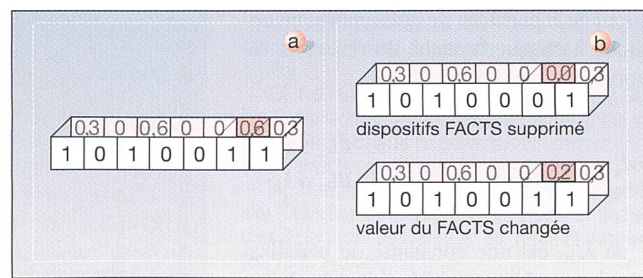 a
0,3 0 0,6 0 0 0,6 0,3
1 0 1 0 0 1 1
b
0,3 0 0,6 0 0 0,0 0,3
1 0 1 0 0 0 1
dispositifs FACTS supprimé
0,3 0 0,6 0 0 0,2 0,3
1 0 1 0 0 1 1
valeur du FACTS changée